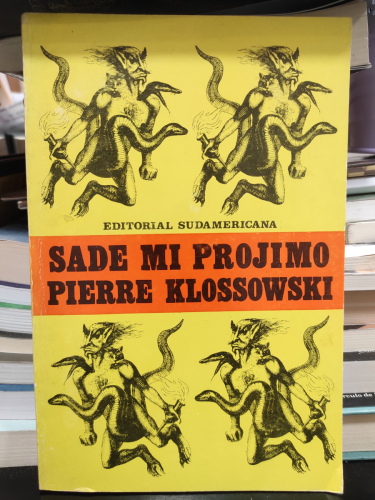 EDITORIAL SUDAMERICANA
SADE MI PROJIMO
PIERRE KLOSSOWSKI